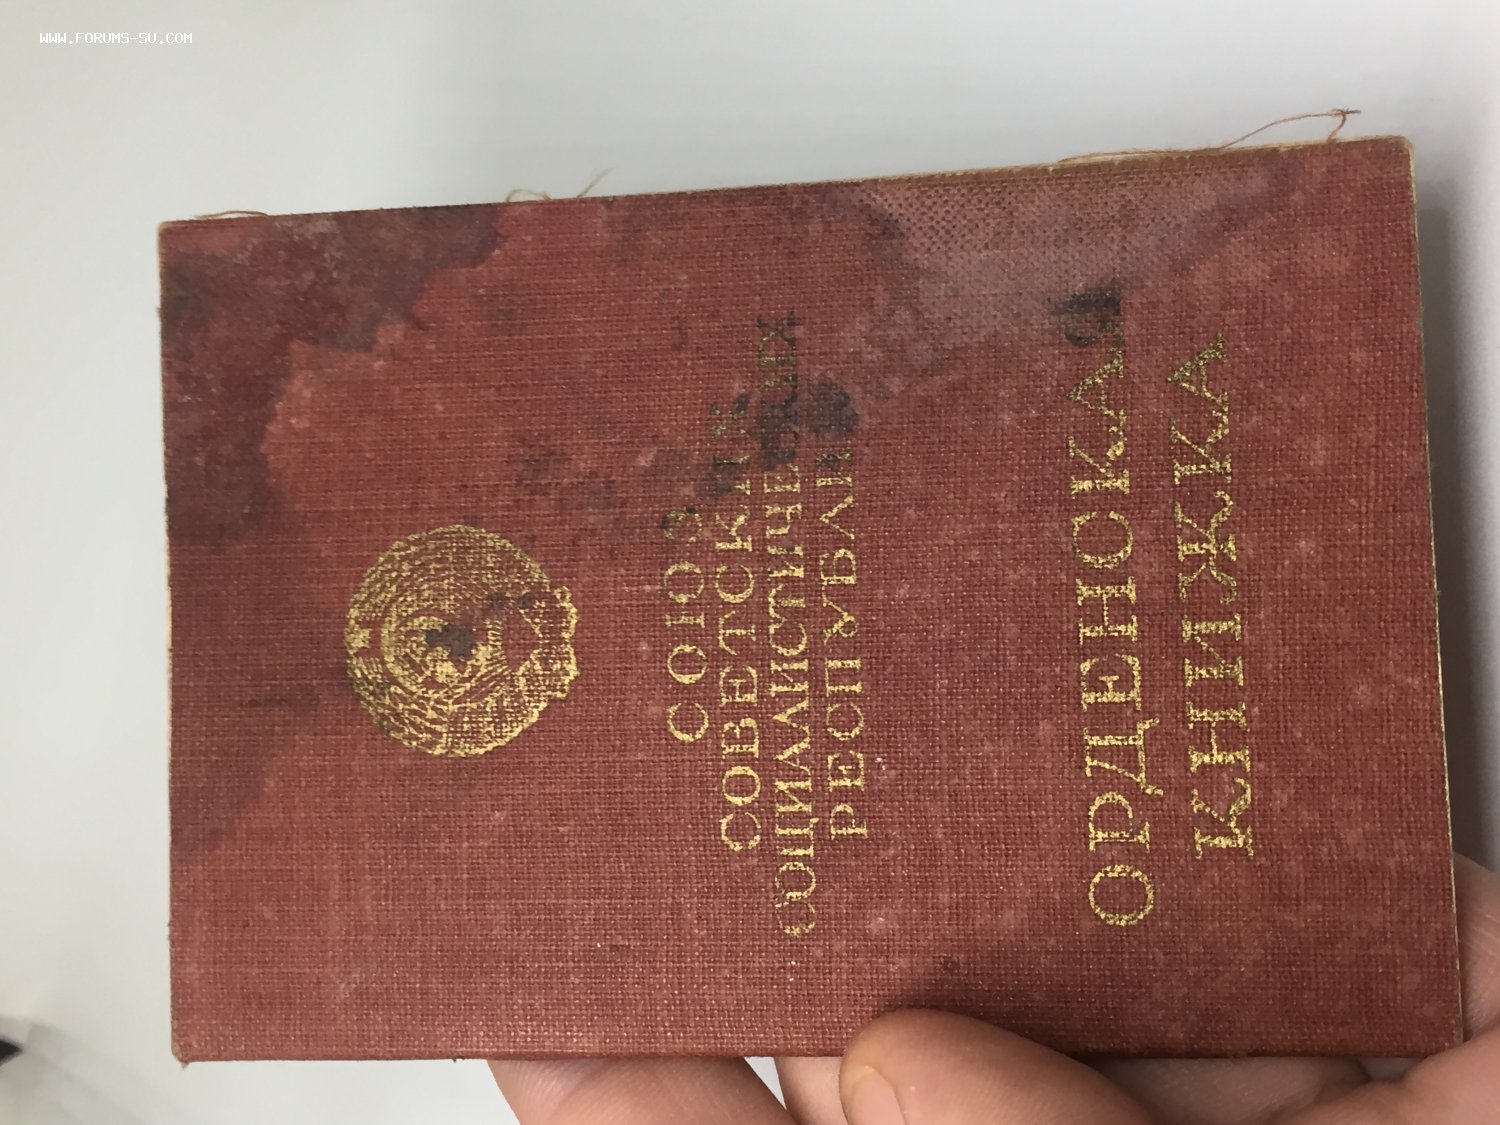 WWW.FORUMS-SU.COM
СОЮЗ
СОВЕТСКИХ
СОЦИАЛИСТИЧЕСКИХ
РЕСПУБЛИК
ОРДЕНСКАЯ
КНИЖКА